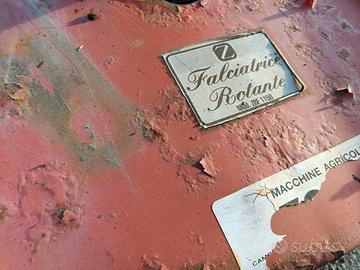 Z
Falciatrice
Rotante
MACCHINE AGRICOL
subito